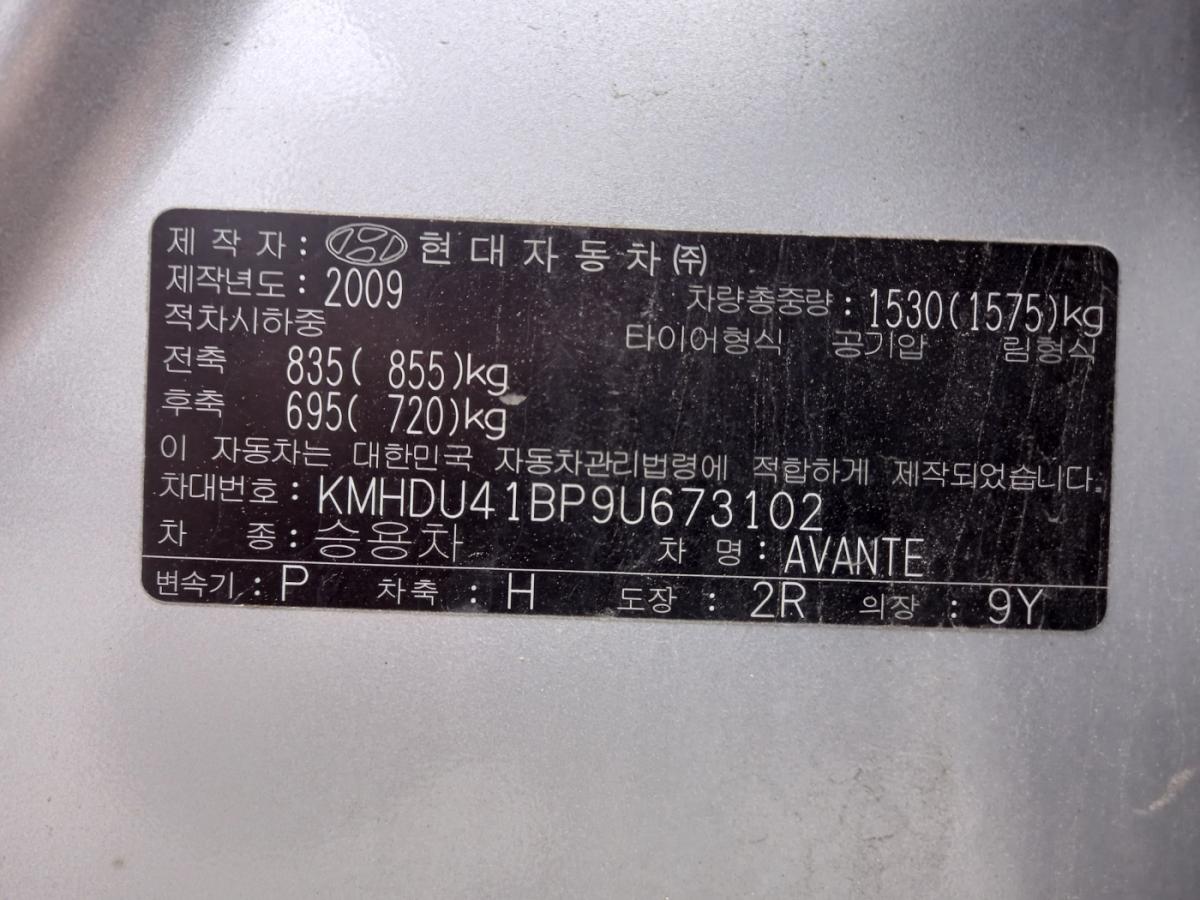 제 작 자 : 현 대 자 동 차 ㈜
제작년도 : 2009
차량총중량 : 1530(1575)kg
적차시하중
타이어형식 공기압 림형식
전축 835( 855)kg
후축 695( 720)kg
이 자동차는 대한민국 자동차관리법령에 적합하게 제작되었습니다.
차대번호 : KMHDU41BP9U673102
차 종 : 승용차 차 명 : AVANTE
변속기 : P 차축 : H 도장 : 2R 의장 : 9Y